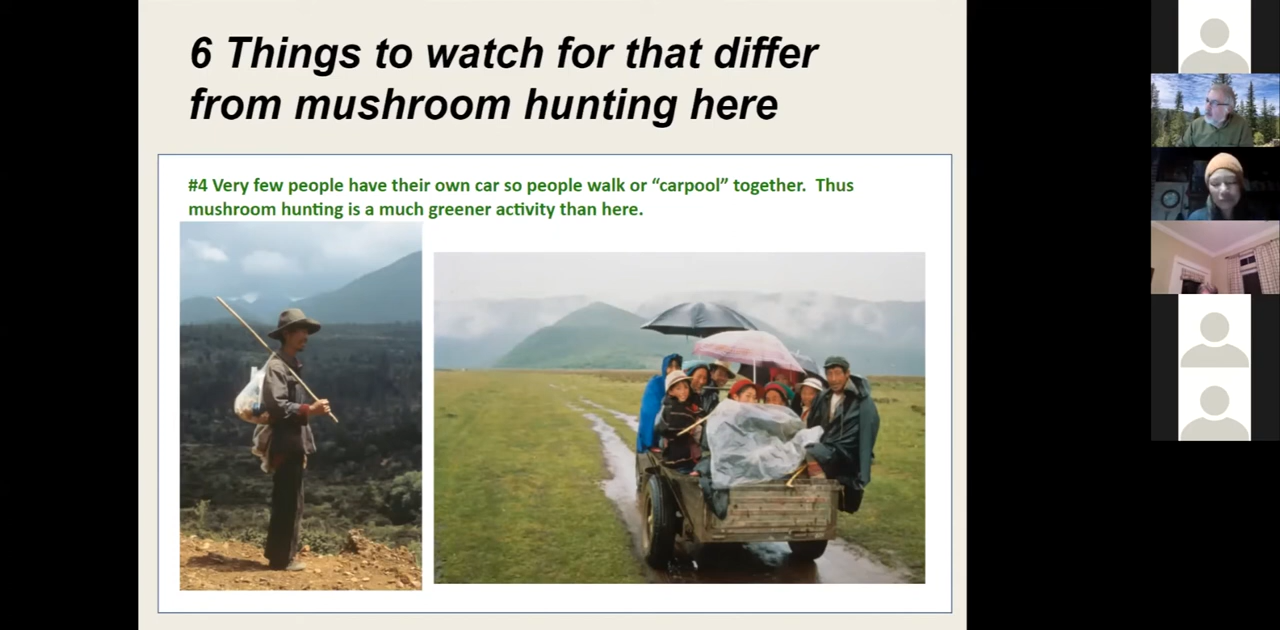 6 Things to watch for that differ
from mushroom hunting here
#4 Very few people have their own car so people walk or “carpool” together.  Thus
mushroom hunting is a much greener activity than here.